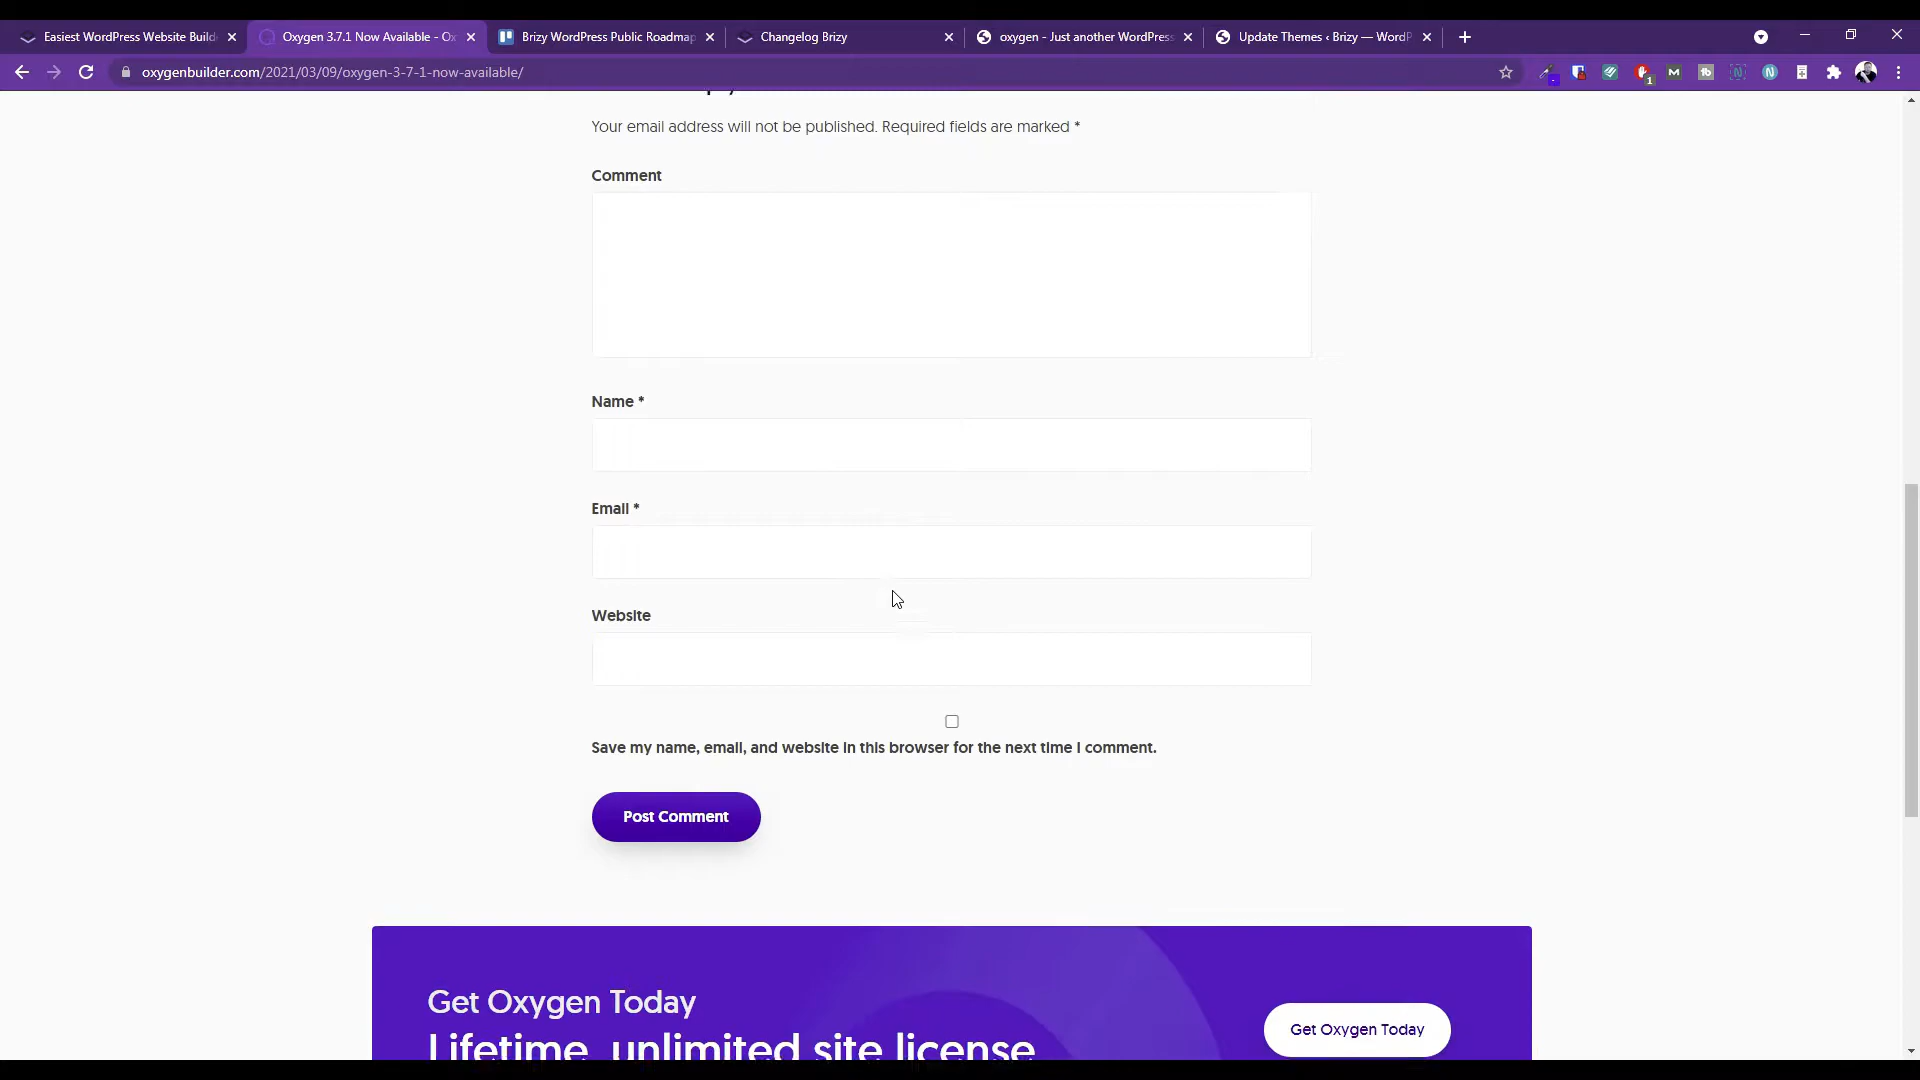 Easiest WordPress Website Build
Oxygen 3.7.1 Now Available - Ox
Brizy WordPress Public Roadmap
Changelog Brizy
oxygen - Just another WordPress
Update Themes ‹ Brizy — WordP
oxygenbuilder.com/2021/03/09/oxygen-3-7-1-now-available/
Your email address will not be published. Required fields are marked *
Comment
Name *
Email *
Website
Save my name, email, and website in this browser for the next time I comment.
Post Comment
Get Oxygen Today
Lifetime, unlimited site license
Get Oxygen Today